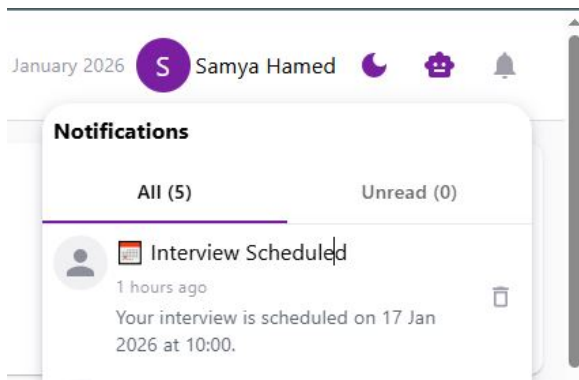 January 2026 S Samya Hamed
Notifications
All (5) Unread (0)
Interview Scheduled
1 hours ago
Your interview is scheduled on 17 Jan
2026 at 10:00.